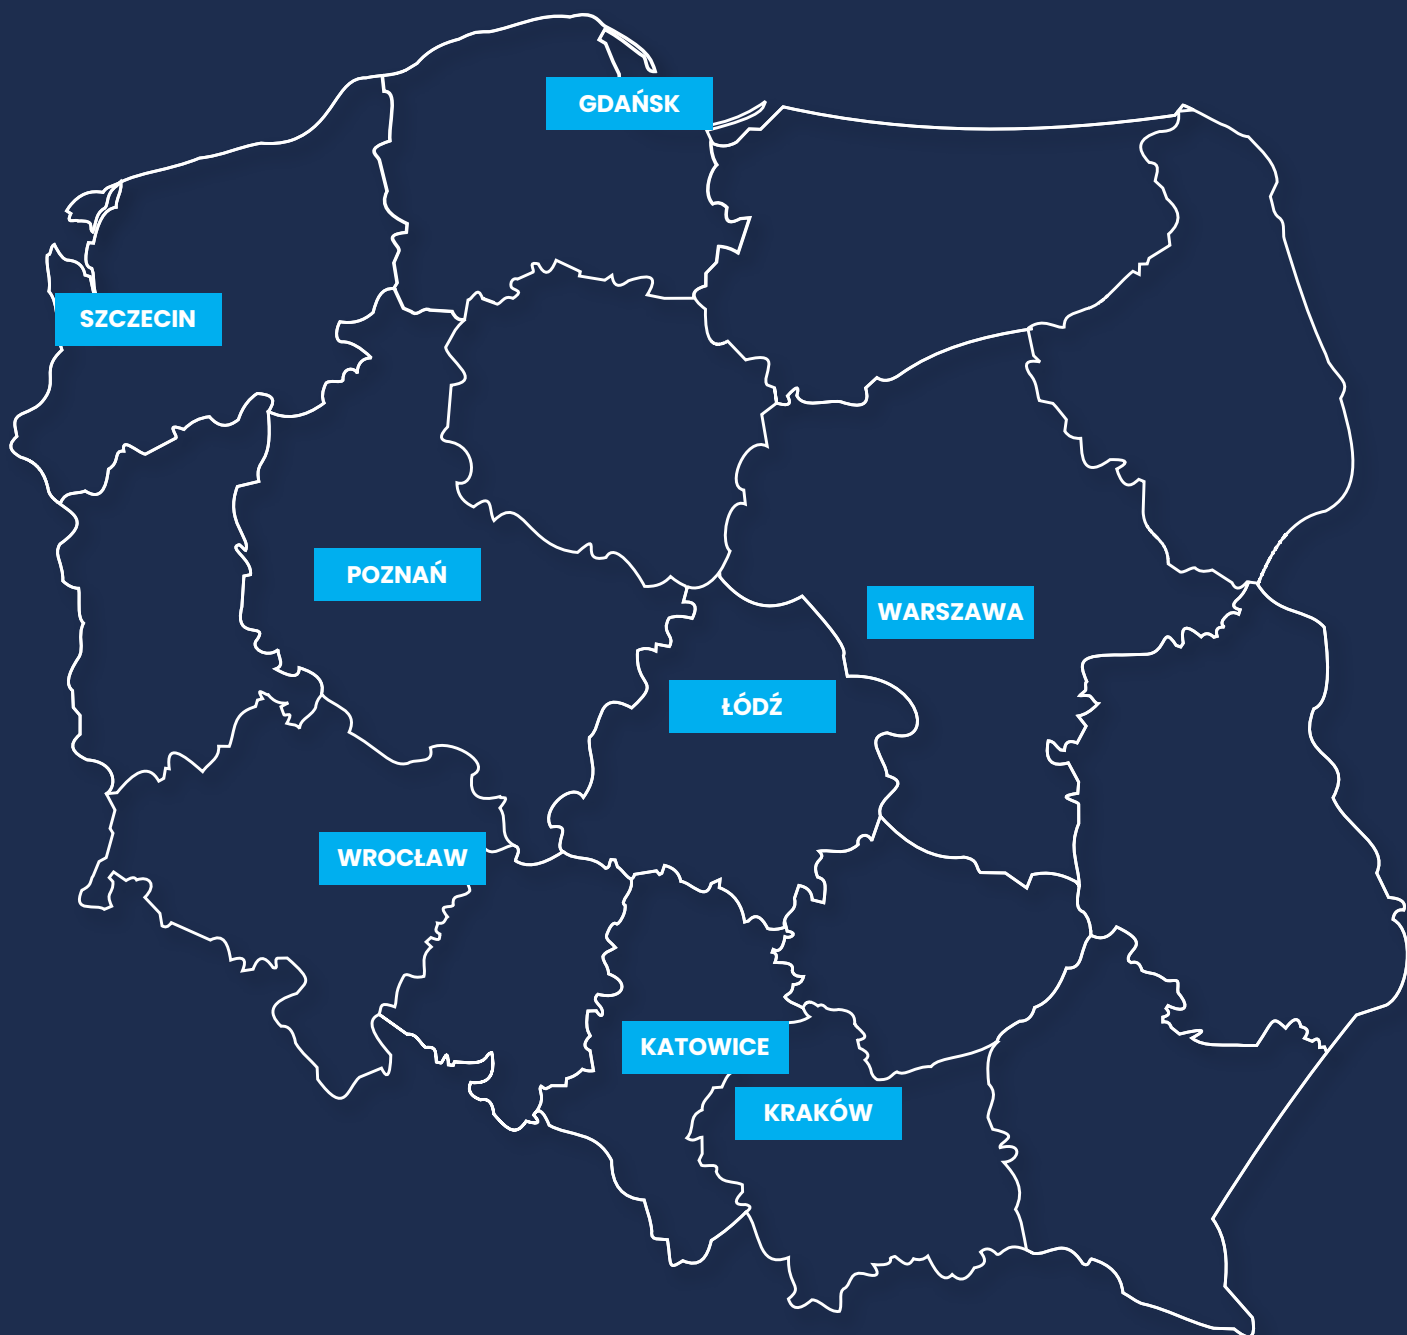 GDAŃSK
SZCZECIN
POZNAŃ
WARSZAWA
ŁÓDŹ
WROCŁAW
KATOWICE
KRAKÓW